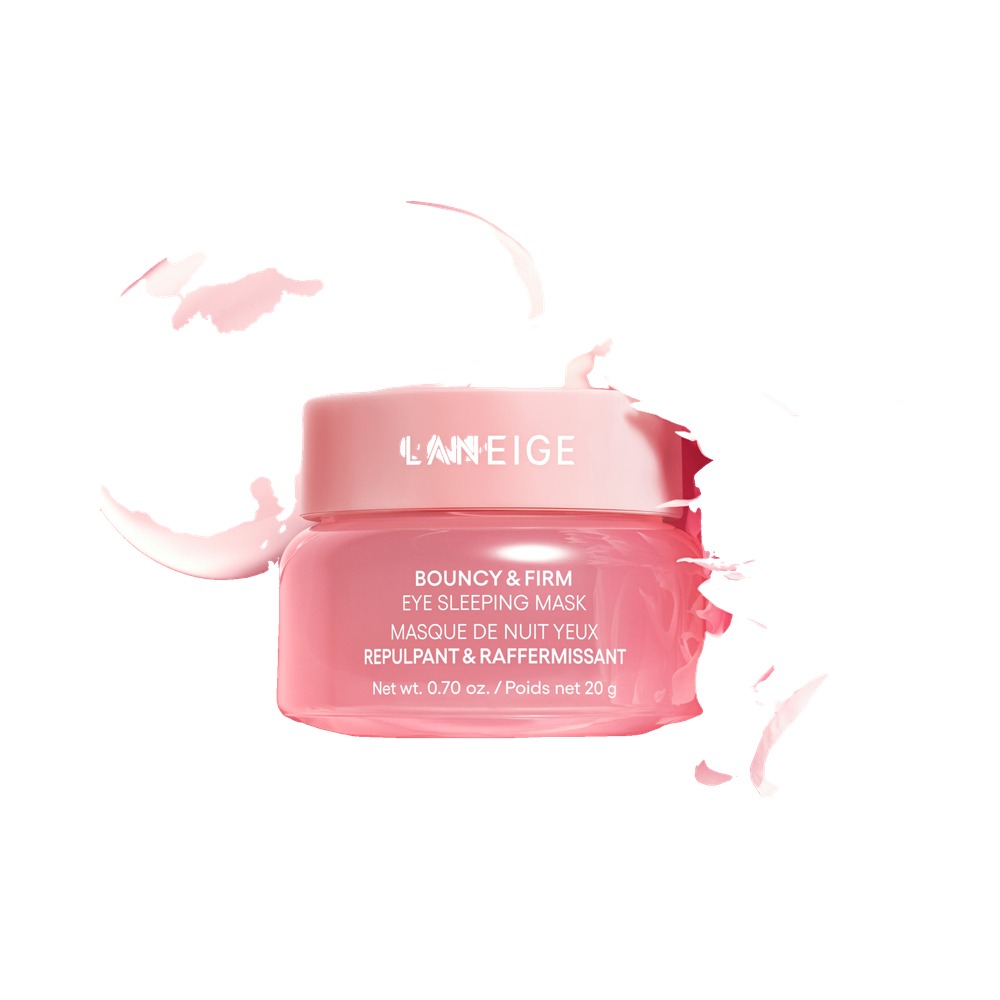 LANEIGE
BOUNCY & FIRM
EYE SLEEPING MASK
MASQUE DE NUIT YEUX
REPULPANT & RAFFERMISSANT
Net wt. 0.70 oz. / Poids net 20 g